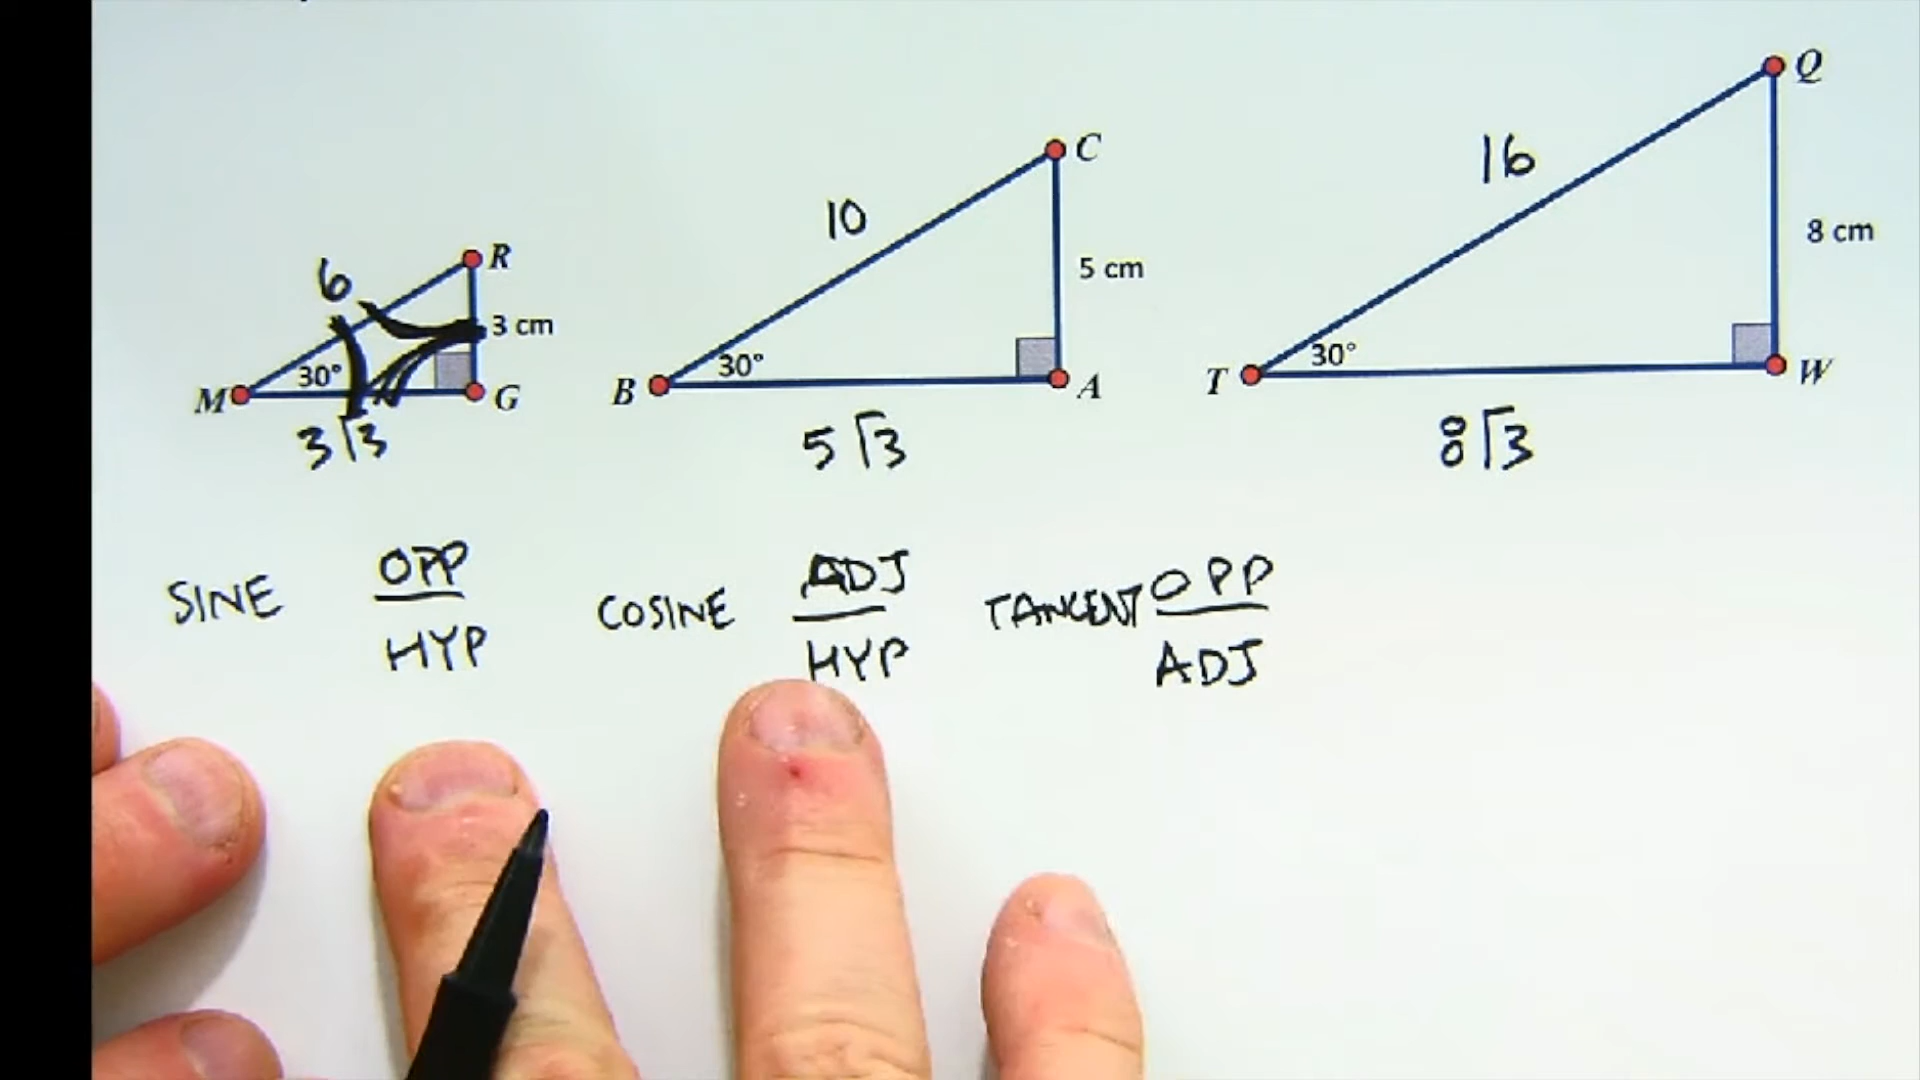 Q
16
8 cm
30°
T
W
8√3
C
10
5 cm
30°
B
A
5√3
R
6
3 cm
30°
M
G
3√3
SINE OPP
HYP
COSINE ADJ
HYP
TANGENT OPP
ADJ